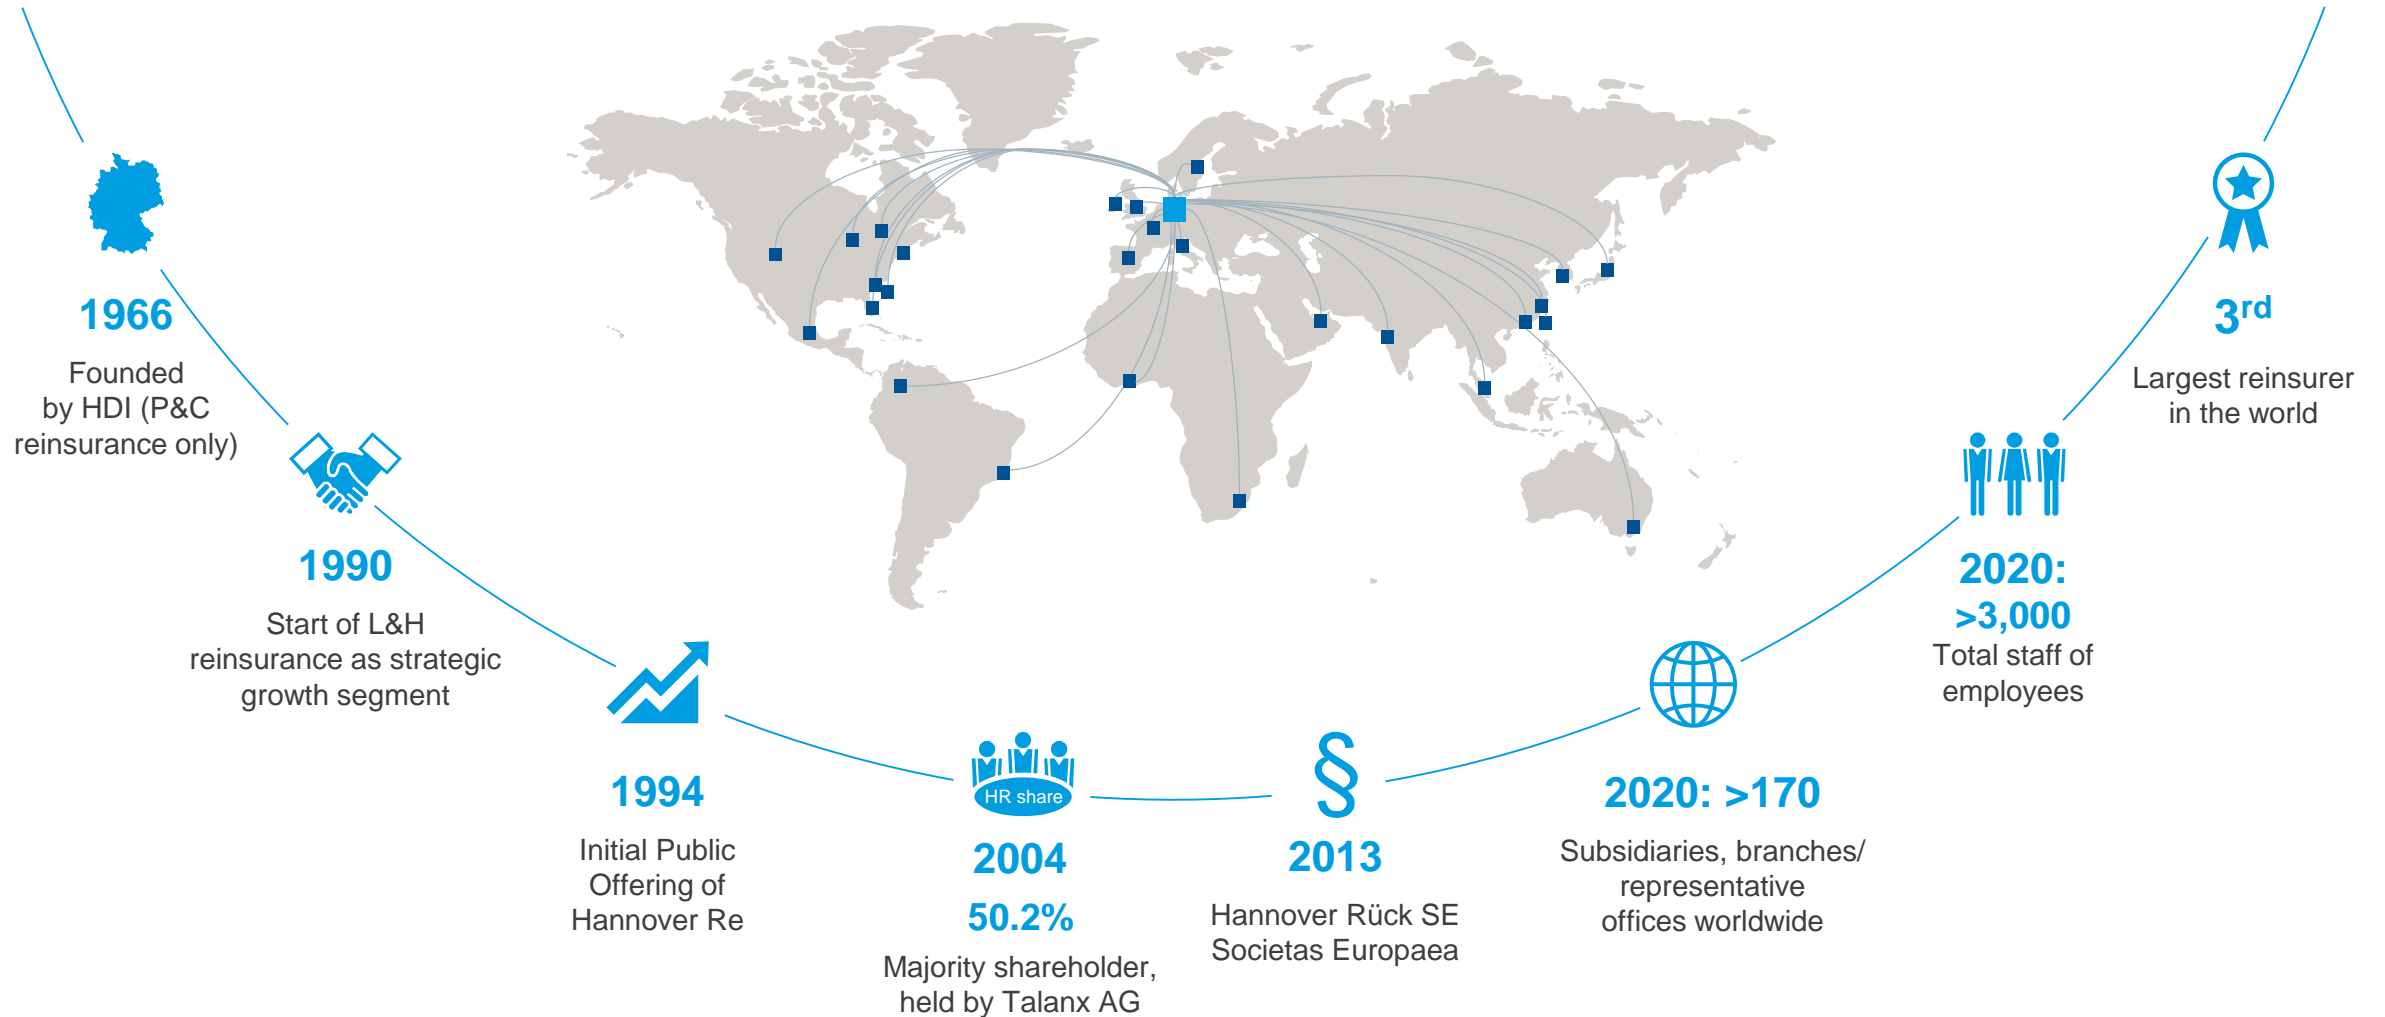 1966
Founded
by HDI (P&C
reinsurance only)
1990
Start of L&H
reinsurance as strategic
growth segment
1994
Initial Public
Offering of
Hannover Re
HR share
2004
50.2%
Majority shareholder,
held by Talanx AG
§
2013
Hannover Rück SE
Societas Europaea
2020: >170
Subsidiaries, branches/
representative
offices worldwide
2020:
>3,000
Total staff of
employees
3rd
Largest reinsurer
in the world